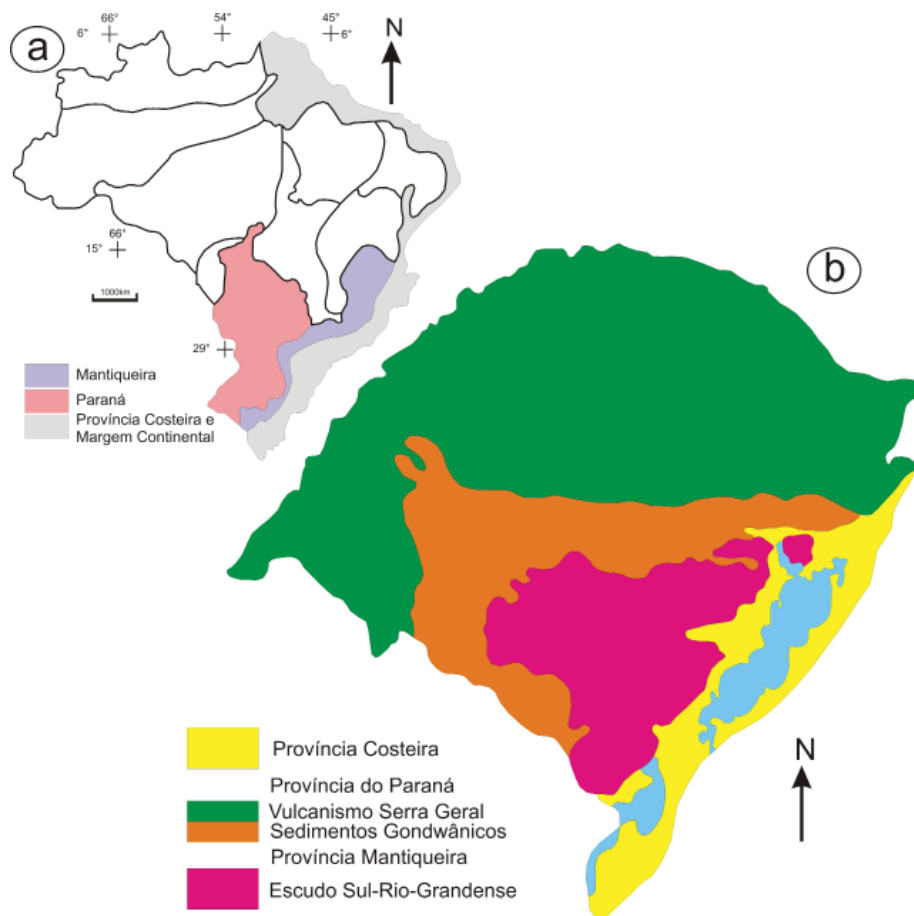 a
66°
54°
45°
6°
6°
N
66°
15°
1000km
29°
Mantiqueira
Paraná
Província Costeira e
Margem Continental
b
N
Província Costeira
Província do Paraná
Vulcanismo Serra Geral
Sedimentos Gondwânicos
Província Mantiqueira
Escudo Sul-Rio-Grandense